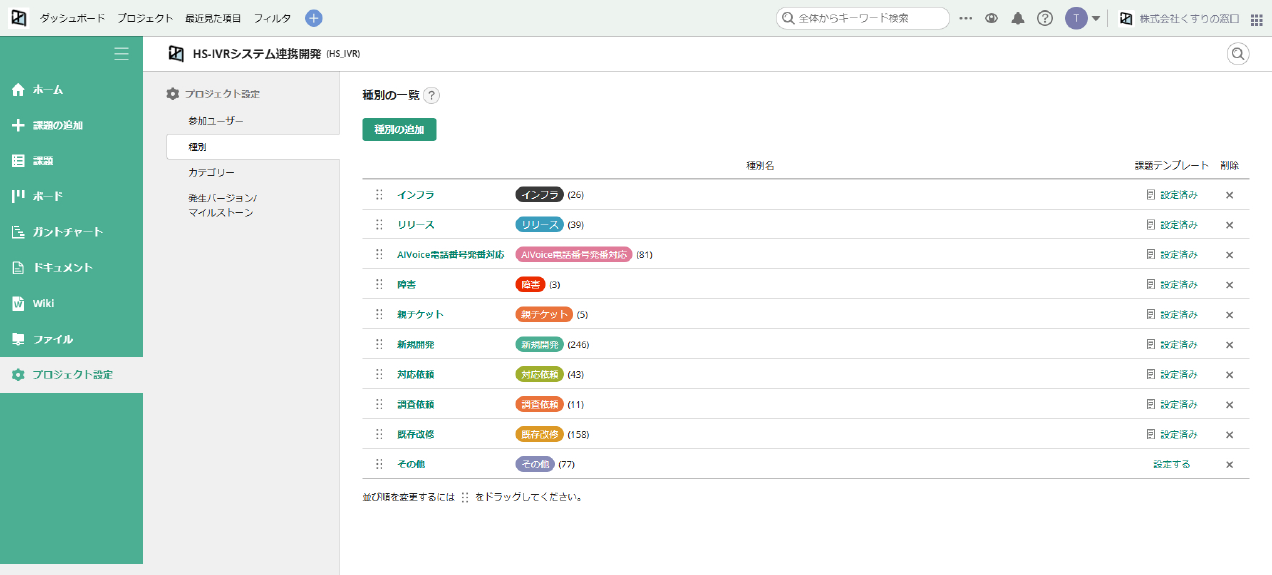 ダッシュボード プロジェクト 最近見た項目 フィルタ
全体からキーワード検索
T
株式会社くすりの窓口
HS-IVRシステム連携開発 (HS_IVR)
ホーム
課題の追加
課題
ボード
ガントチャート
ドキュメント
Wiki
ファイル
プロジェクト設定
プロジェクト設定
参加ユーザー
種別
カテゴリー
発生バージョン/
マイルストーン
種別の一覧 ?
種別の追加
種別名 課題テンプレート 削除
インフラ インフラ (26) 設定済み
リリース リリース (39) 設定済み
AIVoice電話番号発番対応 AIVoice電話番号発番対応 (81) 設定済み
障害 障害 (3) 設定済み
親チケット 親チケット (5) 設定済み
新規開発 新規開発 (246) 設定済み
対応依頼 対応依頼 (43) 設定済み
調査依頼 調査依頼 (11) 設定済み
既存改修 既存改修 (158) 設定済み
その他 その他 (77) 設定する
並び順を変更するには をドラッグしてください。